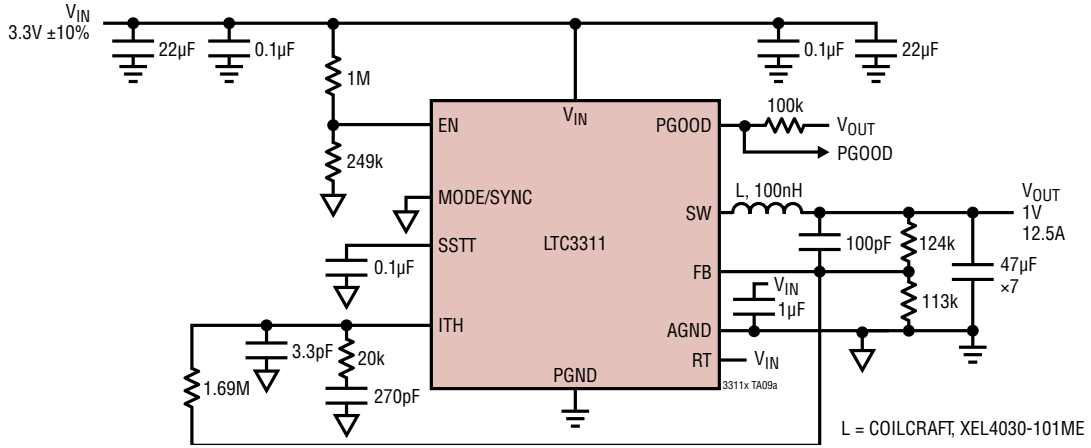 VIN
3.3V ±10%
22µF
0.1µF
0.1µF
22µF
1M
249k
EN
VIN
PGOOD
100k
VOUT
PGOOD
MODE/SYNC
SW
L, 100nH
VOUT
1V
12.5A
LTC3311
100pF
124k
SSTT
0.1µF
FB
47µF
×7
VIN
1µF
113k
ITH
AGND
3.3pF
20k
RT
VIN
1.69M
270pF
PGND
3311x TA09a
L = COILCRAFT, XEL4030-101ME